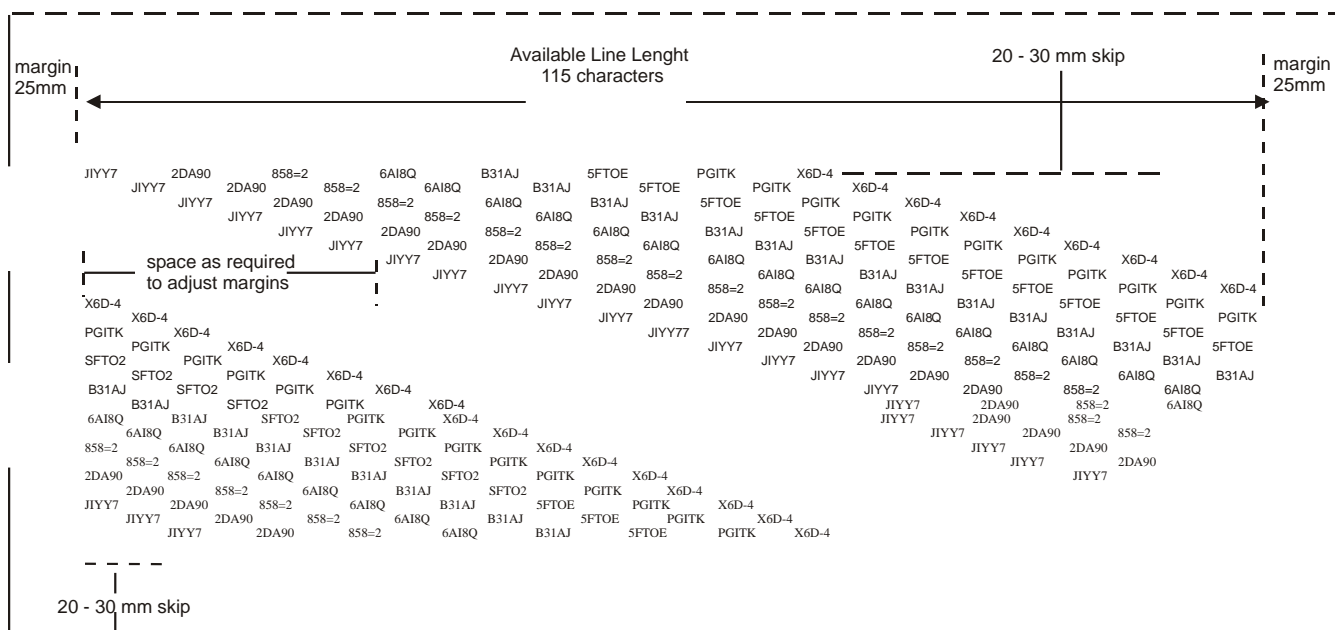 Available Line Lenght
115 characters
20 - 30 mm skip
margin
25mm
margin
25mm
JIYY7 2DA90 858=2 6AI8Q B31AJ 5FTOE PGITK X6D-4
JIYY7 2DA90 858=2 6AI8Q B31AJ 5FTOE PGITK X6D-4
JIYY7 2DA90 858=2 6AI8Q B31AJ 5FTOE PGITK X6D-4
JIYY7 2DA90 858=2 6AI8Q B31AJ 5FTOE PGITK X6D-4
JIYY7 2DA90 858=2 6AI8Q B31AJ 5FTOE PGITK X6D-4
JIYY7 2DA90 858=2 6AI8Q B31AJ 5FTOE PGITK X6D-4
JIYY7 2DA90 858=2 6AI8Q B31AJ 5FTOE PGITK X6D-4
space as required
to adjust margins
JIYY7 2DA90 858=2 6AI8Q B31AJ 5FTOE PGITK X6D-4
JIYY7 2DA90 858=2 6AI8Q B31AJ 5FTOE PGITK X6D-4
X6D-4 JIYY7 2DA90 858=2 6AI8Q B31AJ 5FTOE PGITK
X6D-4 JIYY7 2DA90 858=2 6AI8Q B31AJ 5FTOE PGITK
PGITK X6D-4 JIYY77 2DA90 858=2 6AI8Q B31AJ 5FTOE
PGITK X6D-4 JIYY7 2DA90 858=2 6AI8Q B31AJ 5FTOE
SFTO2 PGITK X6D-4 JIYY7 2DA90 858=2 6AI8Q B31AJ
SFTO2 PGITK X6D-4 JIYY7 2DA90 858=2 6AI8Q B31AJ
B31AJ SFTO2 PGITK X6D-4 JIYY7 2DA90 858=2 6AI8Q
B31AJ SFTO2 PGITK X6D-4 JIYY7 2DA90 858=2 6AI8Q
6AI8Q B31AJ SFTO2 PGITK X6D-4 JIYY7 2DA90 858=2
6AI8Q B31AJ SFTO2 PGITK X6D-4 JIYY7 2DA90 858=2
858=2 6AI8Q B31AJ SFTO2 PGITK X6D-4 JIYY7 2DA90
858=2 6AI8Q B31AJ SFTO2 PGITK X6D-4 JIYY7 2DA90
2DA90 858=2 6AI8Q B31AJ SFTO2 PGITK X6D-4 JIYY7
2DA90 858=2 6AI8Q B31AJ SFTO2 PGITK X6D-4
JIYY7 2DA90 858=2 6AI8Q B31AJ 5FTOE PGITK X6D-4
JIYY7 2DA90 858=2 6AI8Q B31AJ 5FTOE PGITK X6D-4
JIYY7 2DA90 858=2 6AI8Q B31AJ 5FTOE PGITK X6D-4
20 - 30 mm skip